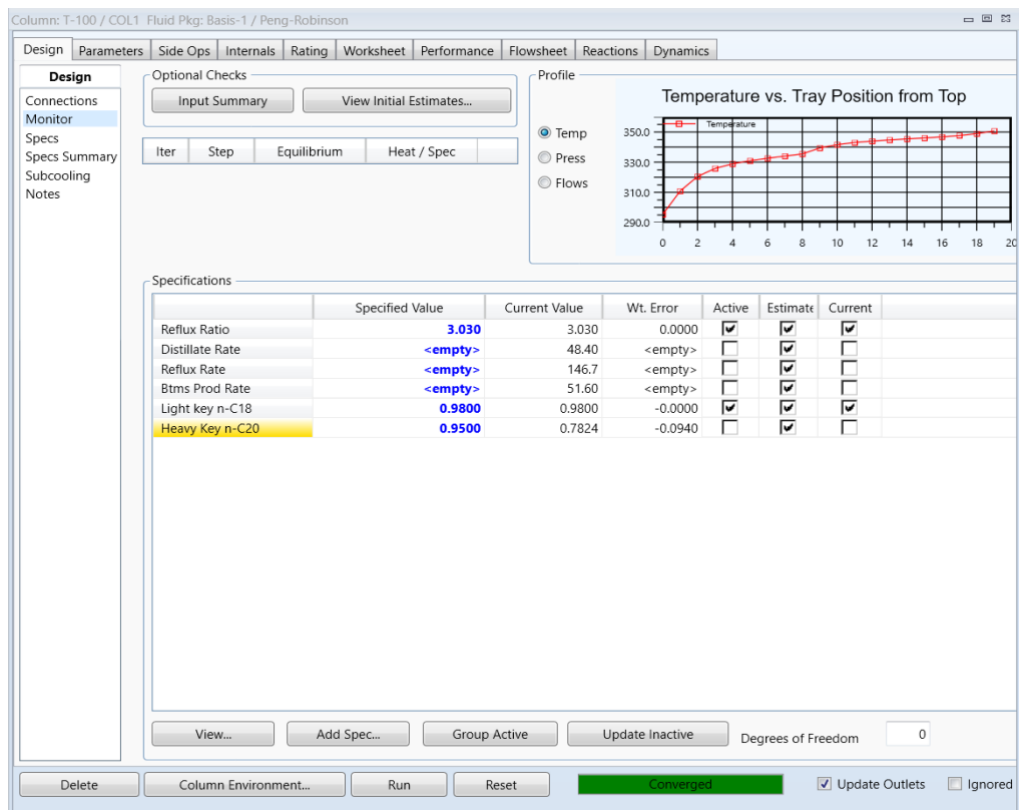 Column: T-100 / COL1 Fluid Pkg: Basis-1 / Peng-Robinson
Design Parameters Side Ops Internals Rating Worksheet Performance Flowsheet Reactions Dynamics
Design
Connections
Monitor
Specs
Specs Summary
Subcooling
Notes
Optional Checks
Input Summary View Initial Estimates...
Iter Step Equilibrium Heat / Spec
Profile
Temp
Press
Flows
Temperature vs. Tray Position from Top
Temperature
350.0
330.0
310.0
290.0
0 2 4 6 8 10 12 14 16 18 20
Specifications
Specified Value Current Value Wt. Error Active Estimate Current
Reflux Ratio 3.030 3.030 0.0000
Distillate Rate <empty> 48.40 <empty>
Reflux Rate <empty> 146.7 <empty>
Btms Prod Rate <empty> 51.60 <empty>
Light key n-C18 0.9800 0.9800 -0.0000
Heavy Key n-C20 0.9500 0.7824 -0.0940
View... Add Spec... Group Active Update Inactive Degrees of Freedom 0
Delete Column Environment... Run Reset Converged Update Outlets Ignored